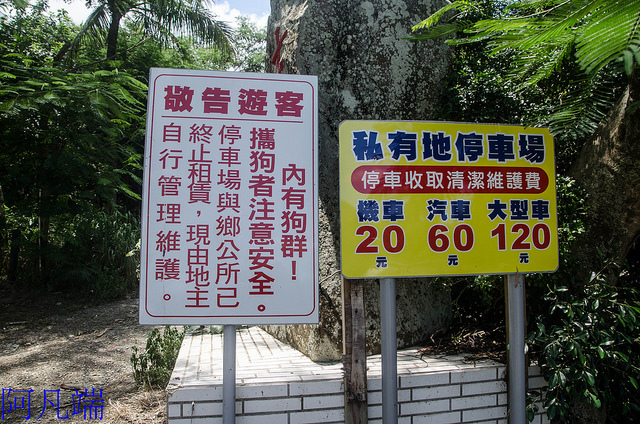 敬告遊客
內有狗群！
攜狗者注意安全。
停車場與鄉公所已
終止租賃，現由地主
自行管理維護。
私有地停車場
停車收取清潔維護費
機車 汽車 大型車
20 60 120
元 元 元
阿凡端